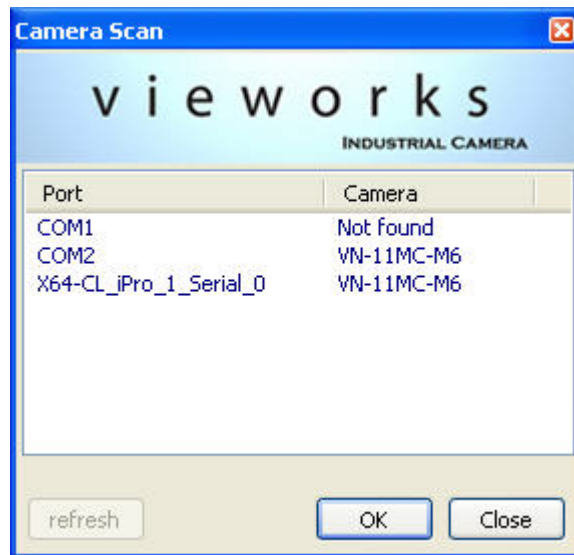 Camera Scan
vieworks
INDUSTRIAL CAMERA
Port Camera
COM1 Not found
COM2 VN-11MC-M6
X64-CL_iPro_1_Serial_0 VN-11MC-M6
refresh OK Close